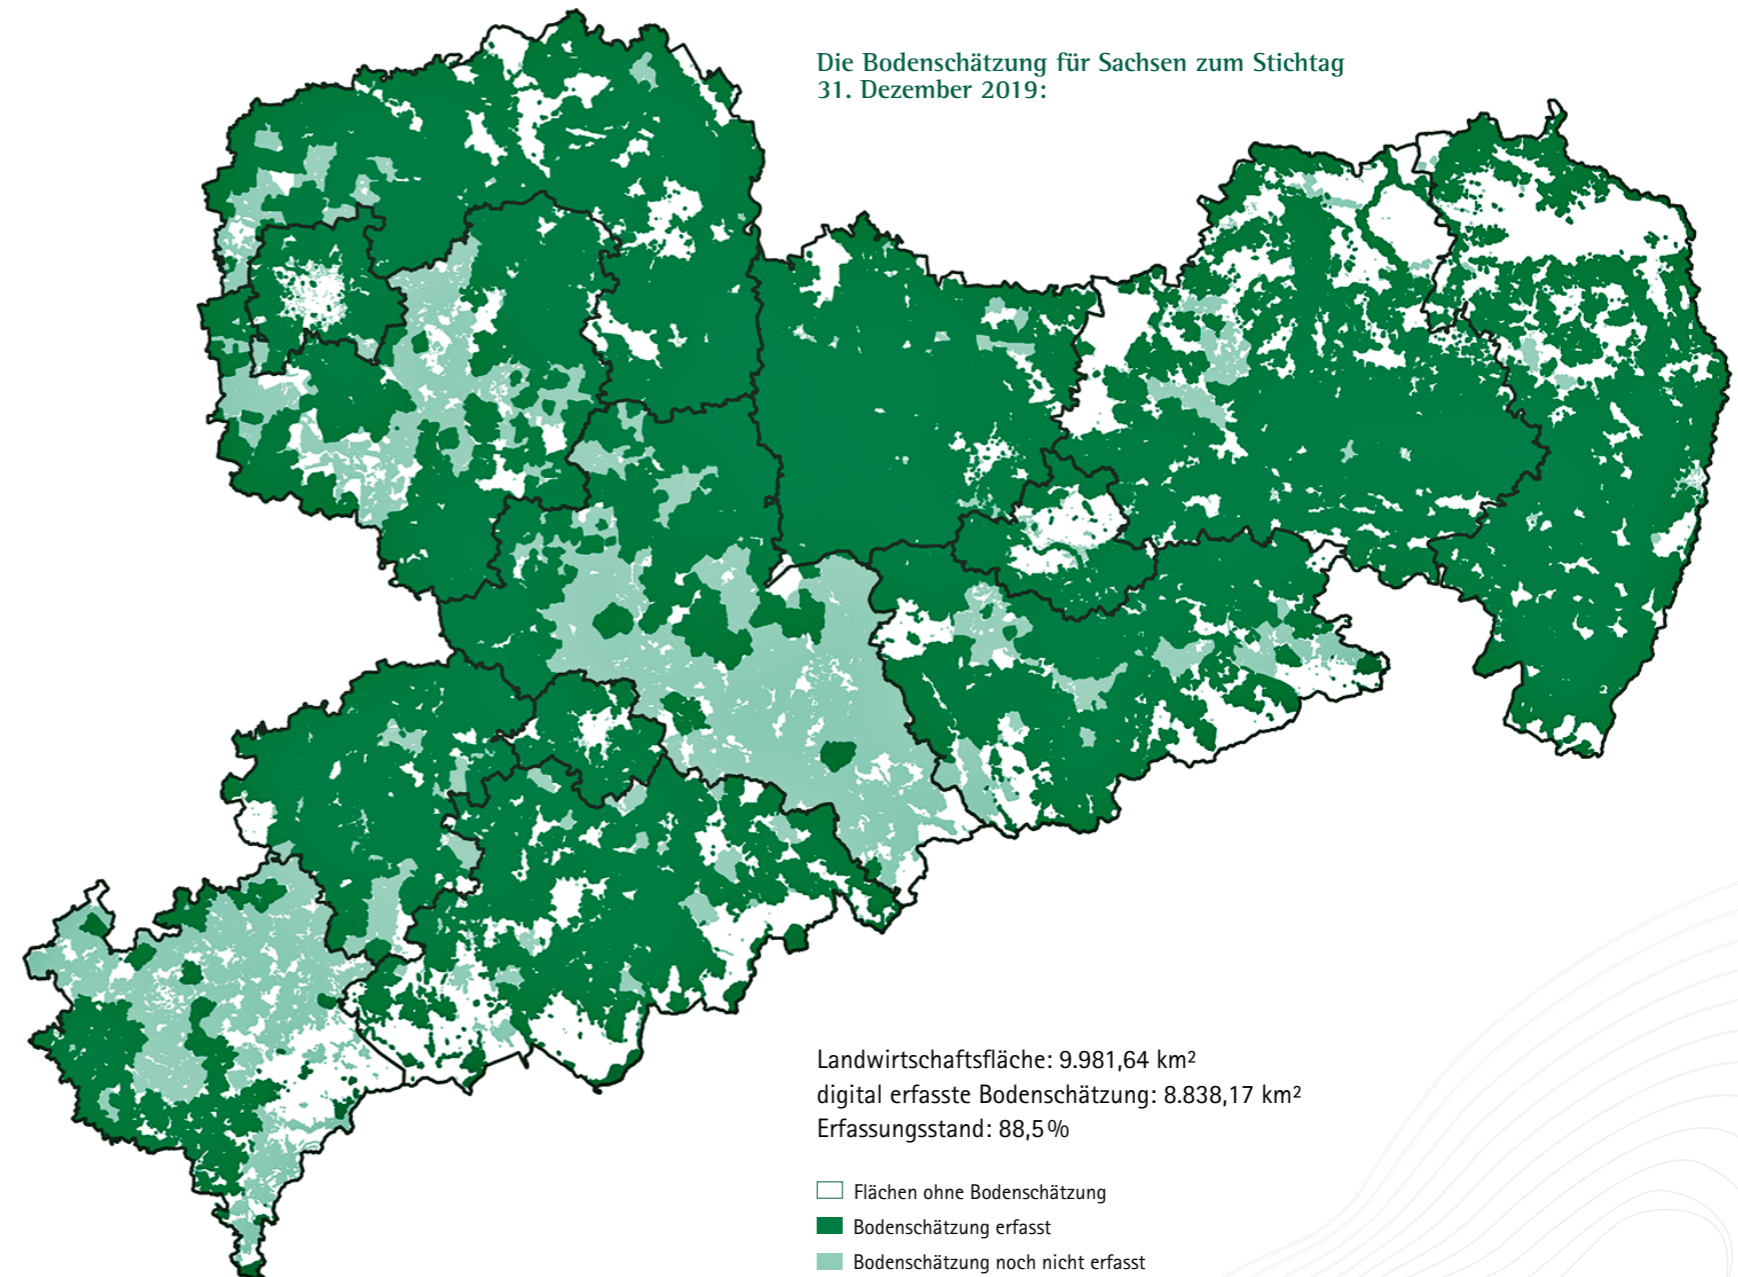 Die Bodenschätzung für Sachsen zum Stichtag
31. Dezember 2019:
Landwirtschaftsfläche: 9.981,64 km²
digital erfasste Bodenschätzung: 8.838,17 km²
Erfassungsstand: 88,5 %
Flächen ohne Bodenschätzung
Bodenschätzung erfasst
Bodenschätzung noch nicht erfasst